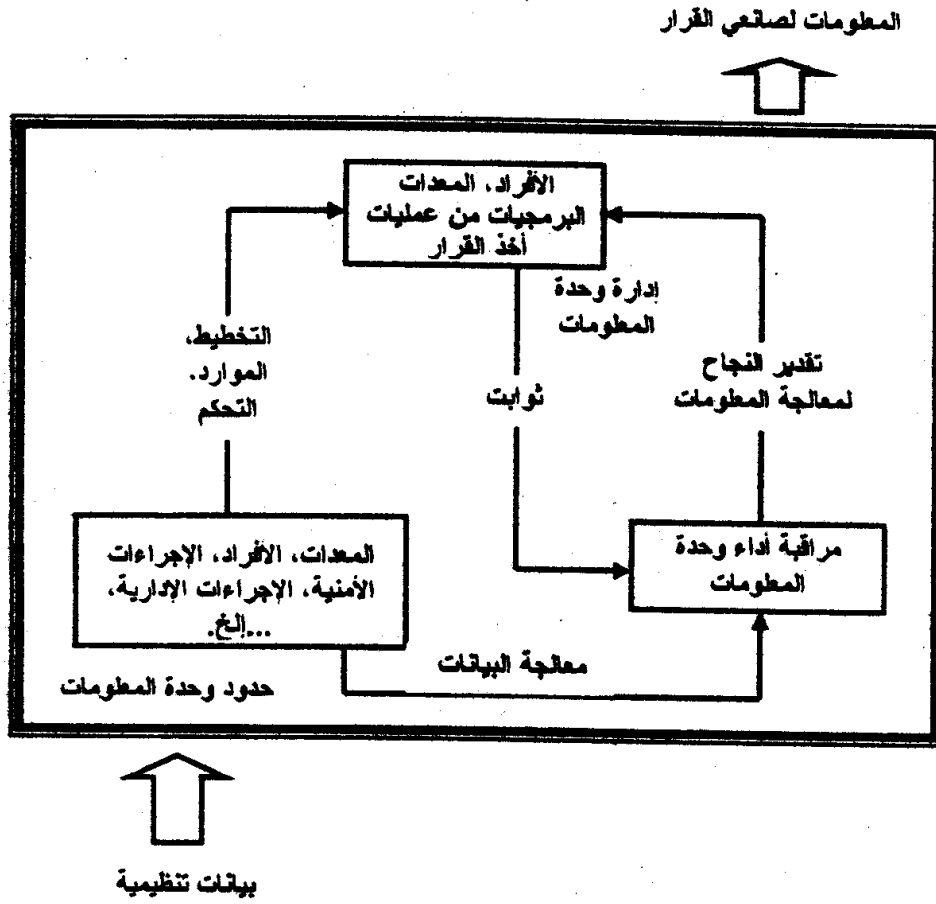 المعلومات لصانعي القرار
الأفراد، المعدات
البرمجيات من عمليات
أخذ القرار
إدارة وحدة
المعلومات
التخطيط،
الموارد.
التحكم
ثوابت
تقدير النجاح
لمعالجة المعلومات
المعدات، الأفراد، الإجراءات
الأمنية، الإجراءات الإدارية،
...إلخ.
مراقبة أداء وحدة
المعلومات
معالجة البيانات
حدود وحدة المعلومات
بيانات تنظيمية